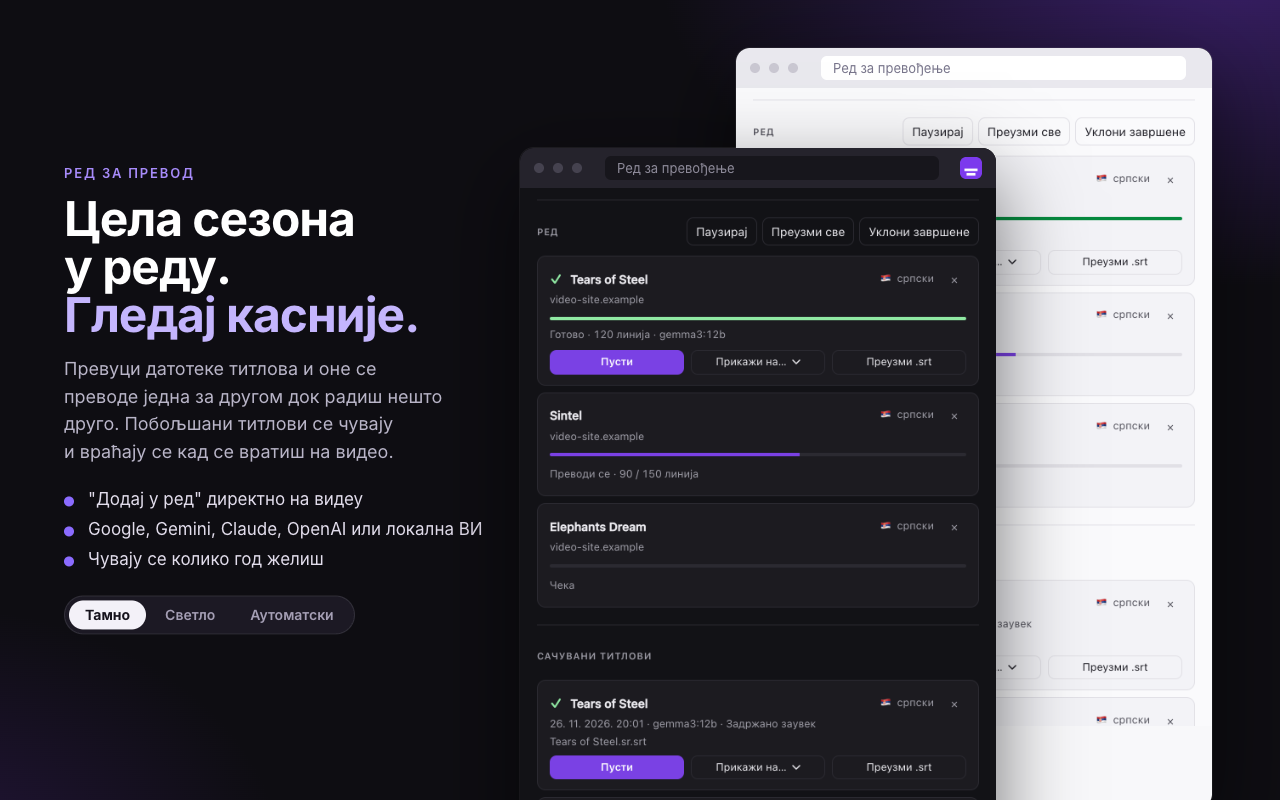 РЕД ЗА ПРЕВОД
Цела сезона
у реду.
Гледај касније.
Превуци датотеке титлова и оне се
преводе једна за другом док радиш нешто
друго. Побољшани титлови се чувају
и враћају се кад се вратиш на видео.
"Додај у ред" директно на видеу
Google, Gemini, Claude, OpenAI или локална ВИ
Чувају се колико год желиш
Тамно Светло Аутоматски
Ред за превођење
РЕД Паузирај Преузми све Уклони завршене
Tears of Steel српски ×
video-site.example
Готово · 120 линија · gemma3:12b
Пусти Прикажи на... Преузми .srt
Sintel српски ×
video-site.example
Преводи се · 90 / 150 линија
Elephants Dream српски ×
video-site.example
Чека
САЧУВАНИ ТИТЛОВИ
Tears of Steel српски ×
26. 11. 2026. 20:01 · gemma3:12b · Задржано заувек
Tears of Steel.sr.srt
Пусти Прикажи на... Преузми .srt
Ред за превођење
РЕД Паузирај Преузми све Уклони завршене
српски ×
... Преузми .srt
српски ×
српски ×
српски ×
заувек
... Преузми .srt
српски ×